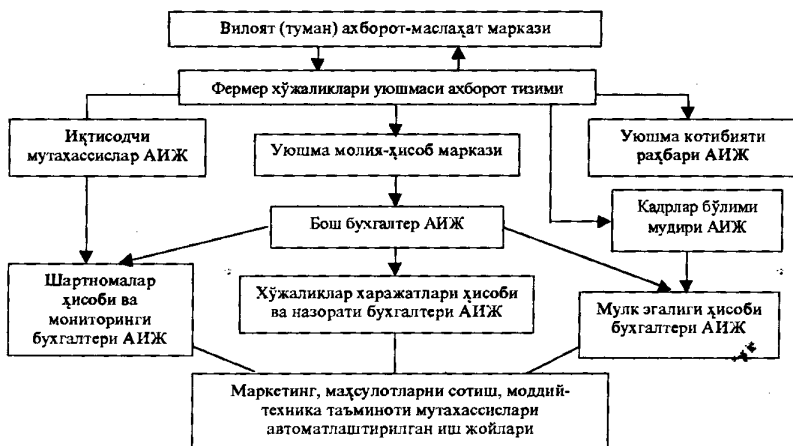 Вилоят (туман) ахборот-маслаҳат маркази
Фермер хўжаликлари уюшмаси ахборот тизими
Иқтисодчи
мутахассислар АИЖ
Уюшма молия-ҳисоб маркази
Уюшма котибияти
раҳбари АИЖ
Бош бухгалтер АИЖ
Кадрлар бўлими
мудири АИЖ
Шартномалар
ҳисоби ва
мониторинги
бухгалтери АИЖ
Хўжаликлар харажатлари ҳисоби
ва назорати бухгалтери АИЖ
Мулк эгалиги ҳисоби
бухгалтери АИЖ
Маркетинг, маҳсулотларни сотиш, моддий-
техника таъминоти мутахассислари
автоматлаштирилган иш жойлари